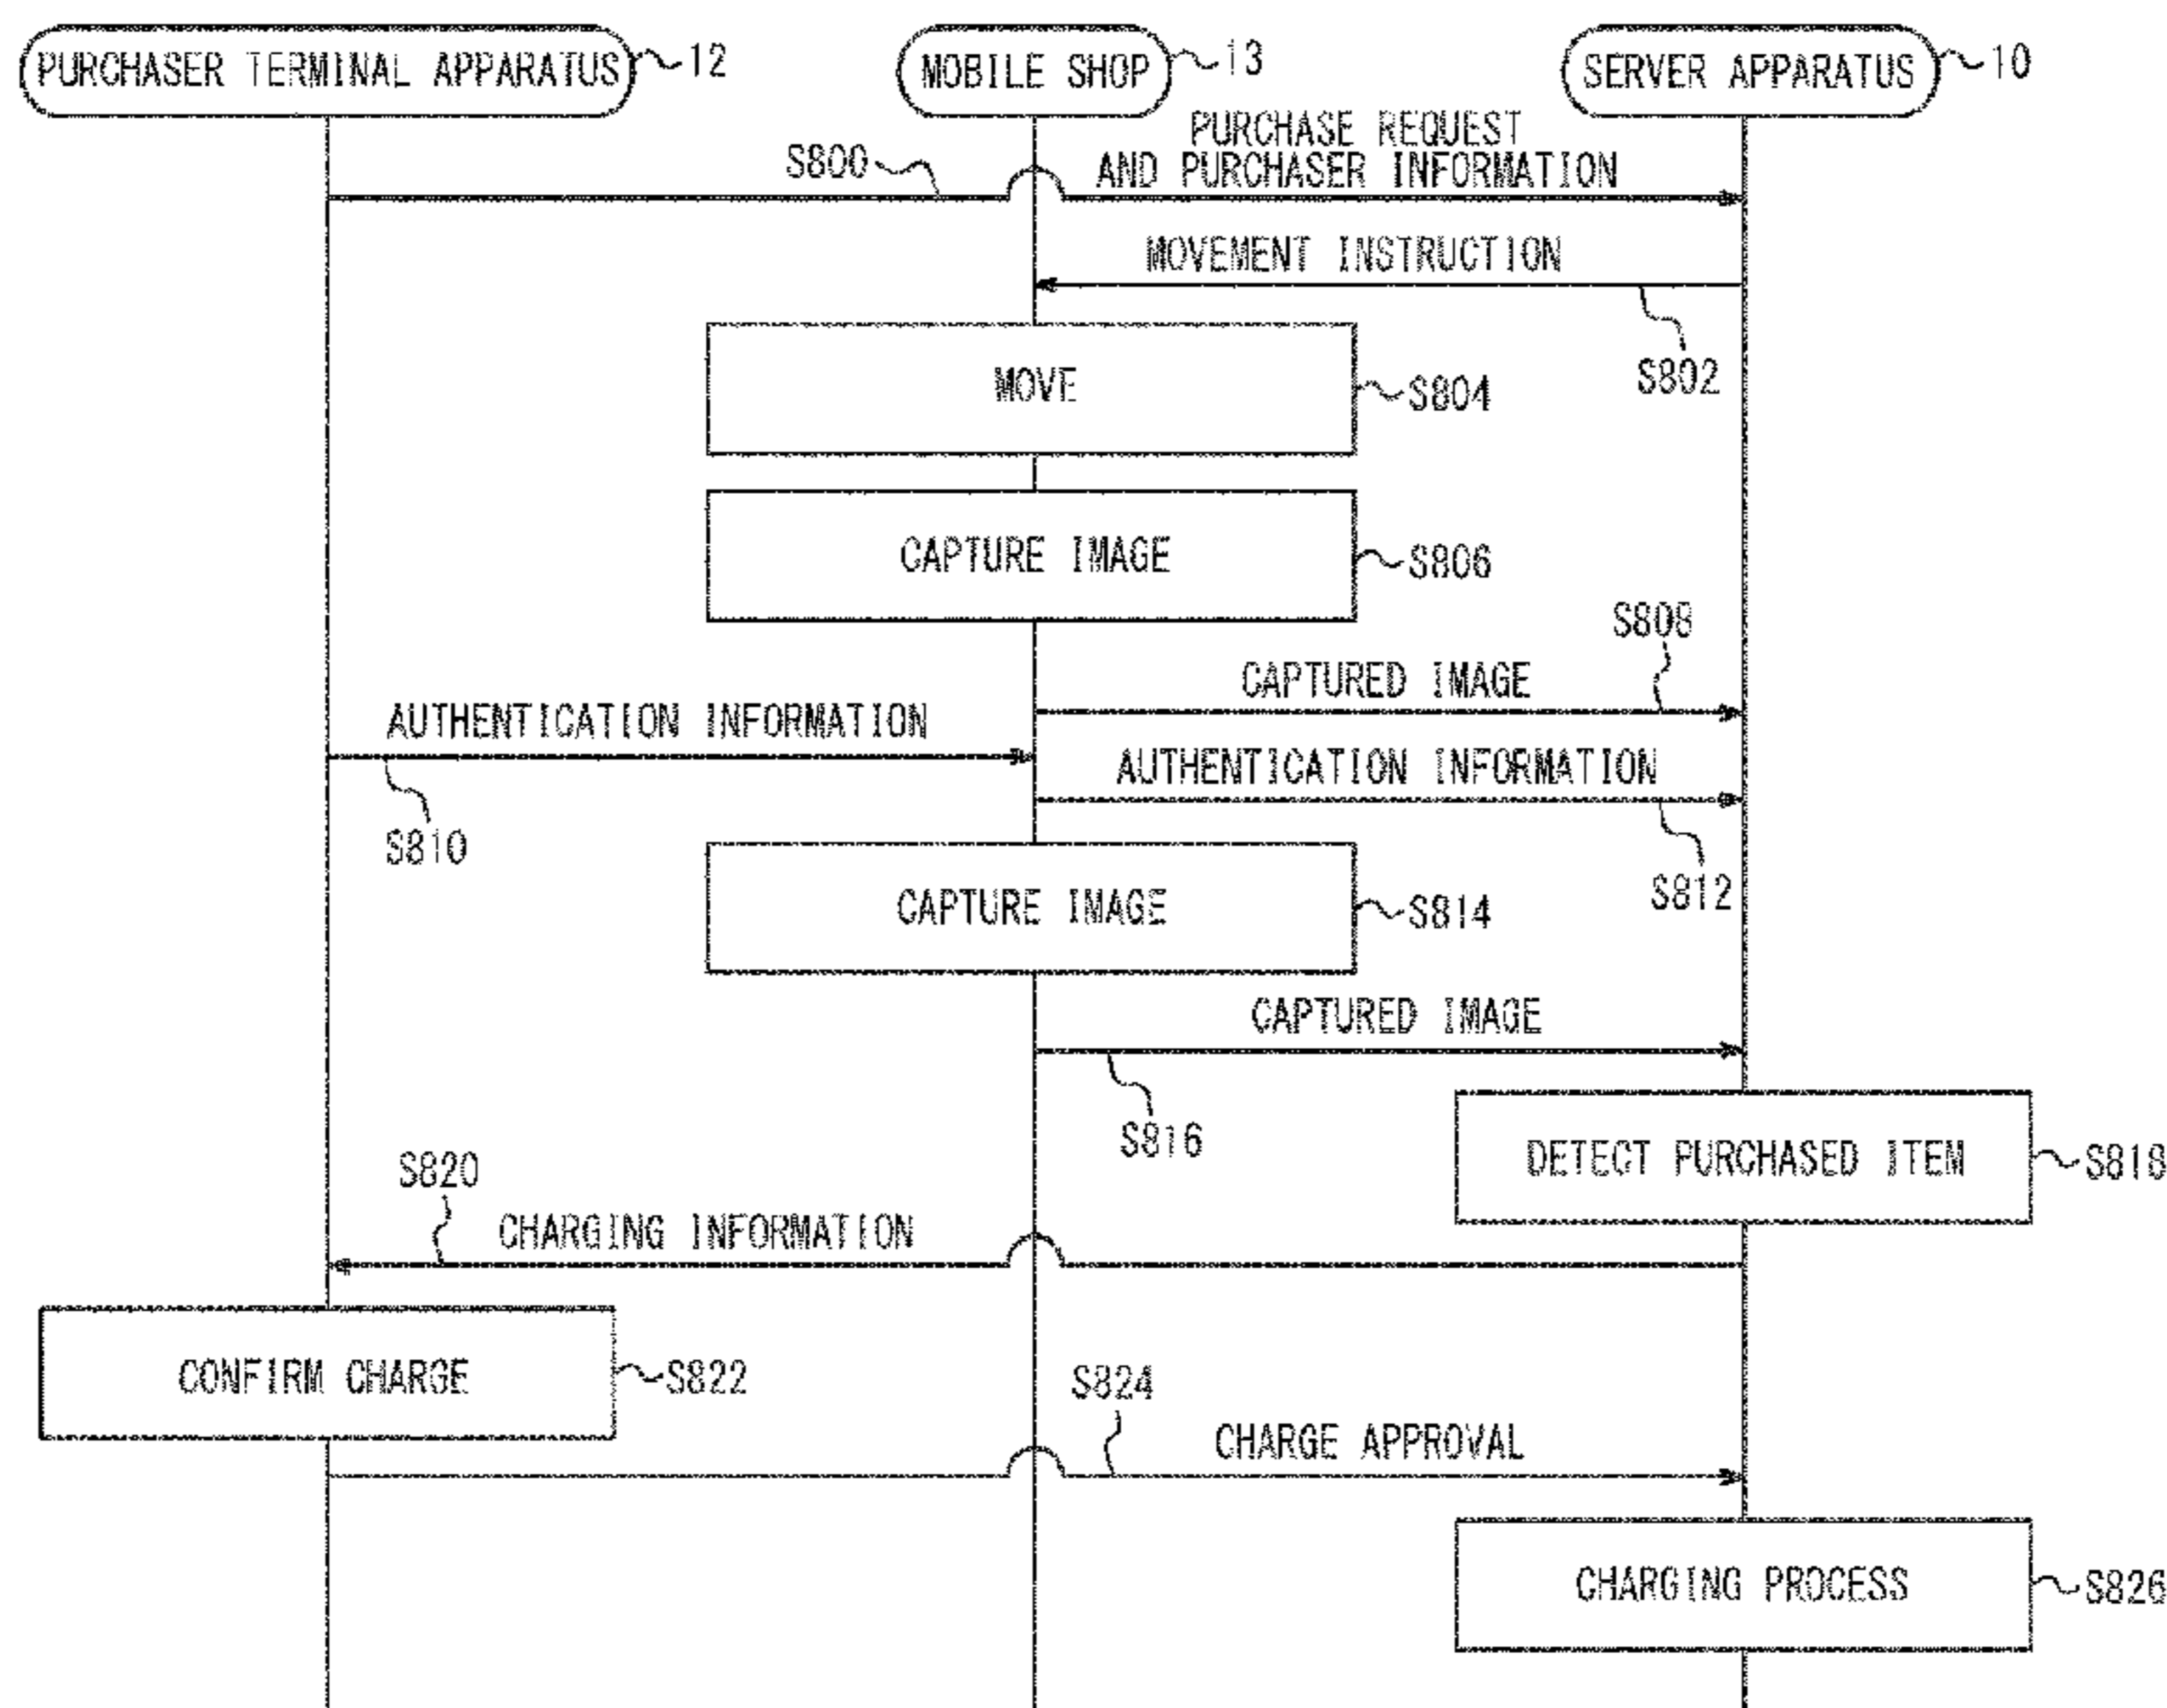 PURCHASER TERMINAL APPARATUS 12
MOBILE SHOP 13
SERVER APPARATUS 10
PURCHASE REQUEST
S800 AND PURCHASER INFORMATION
MOVEMENT INSTRUCTION
S802
MOVE S804
CAPTURE IMAGE S806
S808
CAPTURED IMAGE
AUTHENTICATION INFORMATION
AUTHENTICATION INFORMATION
S810
S812
CAPTURE IMAGE S814
CAPTURED IMAGE
S816
DETECT PURCHASED ITEM S818
S820
CHARGING INFORMATION
CONFIRM CHARGE S822
S824
CHARGE APPROVAL
CHARGING PROCESS S826